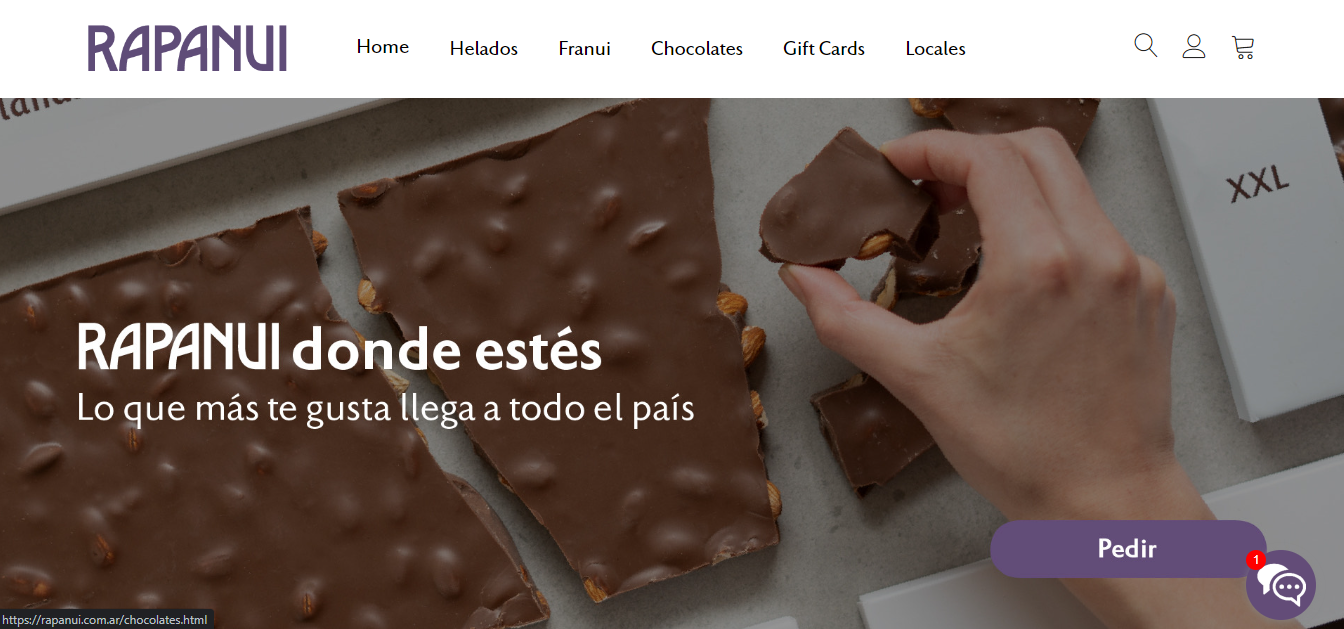 RAPANUI
Home
Helados
Franui
Chocolates
Gift Cards
Locales
XXL
RAPANUI donde estés
Lo que más te gusta llega a todo el país
Pedir
1
https://rapanui.com.ar/chocolates.html